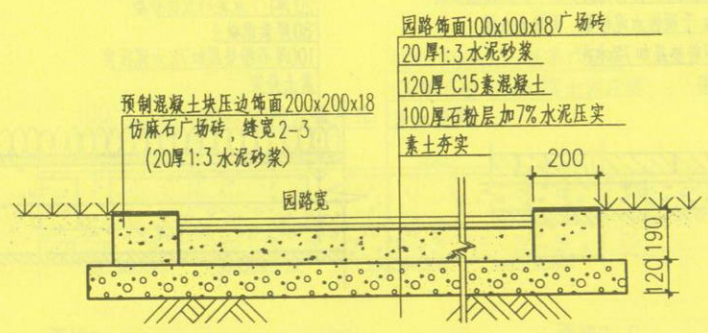 园路饰面100x100x18广场砖
20厚1:3水泥砂浆
120厚 C15素混凝土
100厚石粉层加7%水泥压实
素土夯实
预制混凝土块压边饰面200x200x18
仿麻石广场砖，缝宽2-3
(20厚1:3水泥砂浆)
园路宽
200
190
120